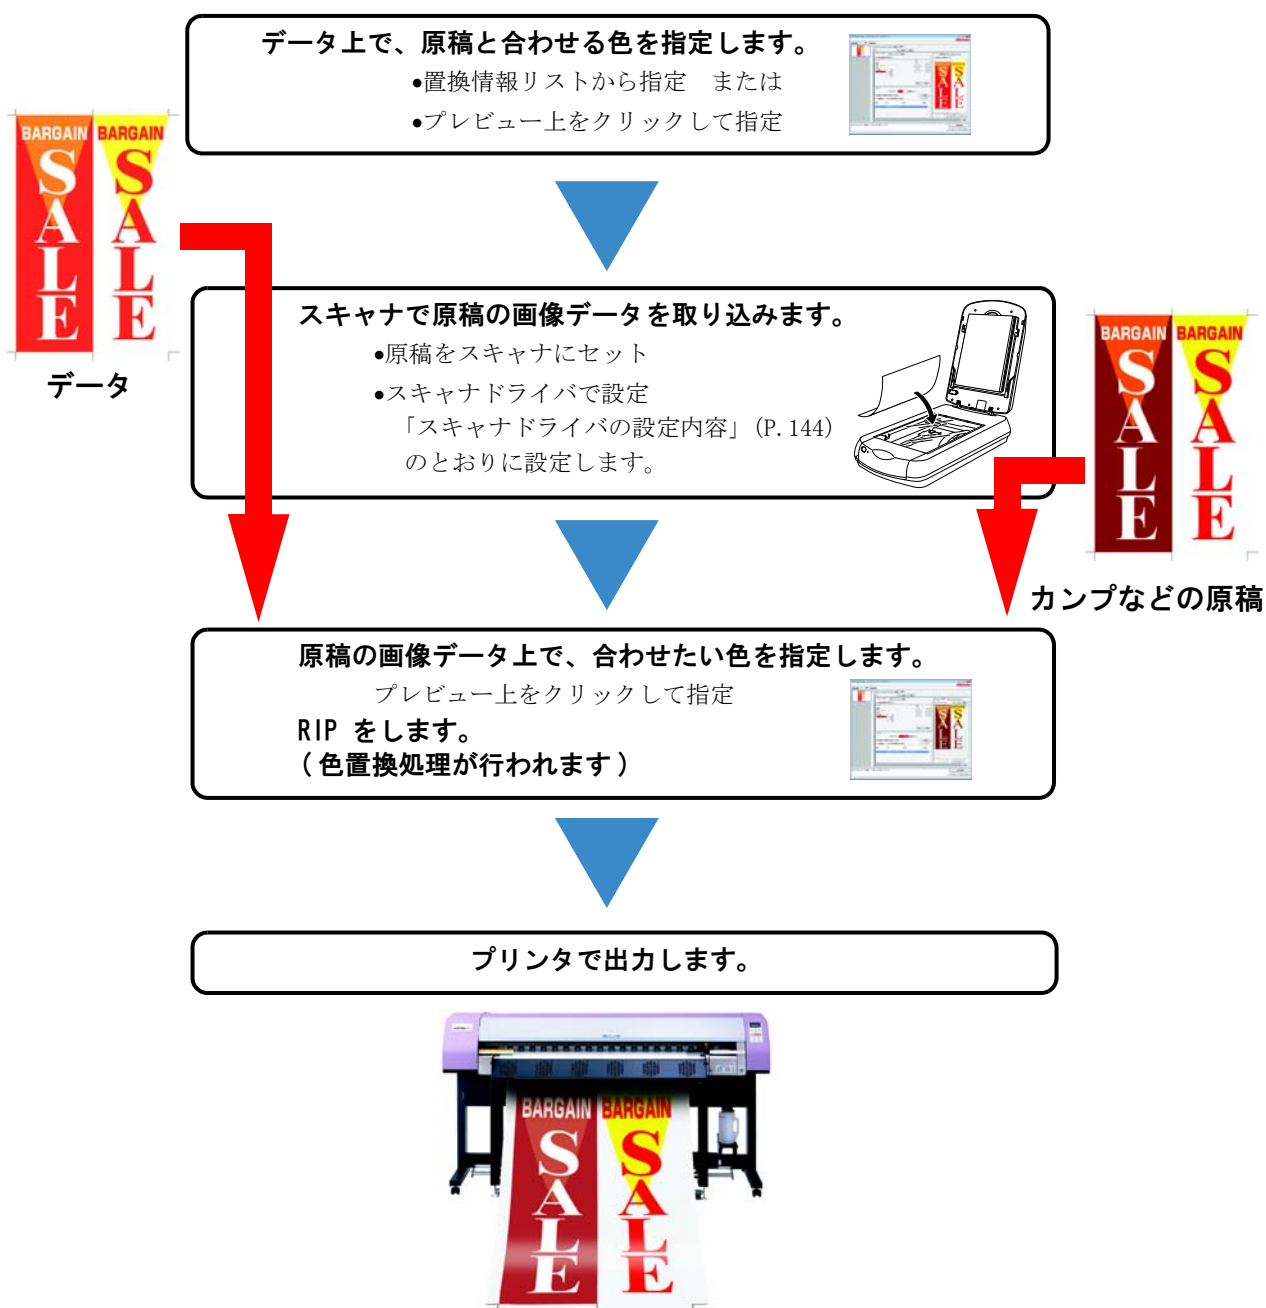 データ上で、原稿と合わせる色を指定します。
●置換情報リストから指定　または
●プレビュー上をクリックして指定
BARGAIN BARGAIN
SALE SALE
データ
スキャナで原稿の画像データを取り込みます。
●原稿をスキャナにセット
●スキャナドライバで設定
「スキャナドライバの設定内容」(P.144)
のとおりに設定します。
BARGAIN BARGAIN
SALE SALE
カンプなどの原稿
原稿の画像データ上で、合わせたい色を指定します。
プレビュー上をクリックして指定
RIP をします。
(色置換処理が行われます)
SALE SALE
SALE SALE
プリンタで出力します。
BARGAIN BARGAIN
SALE SALE